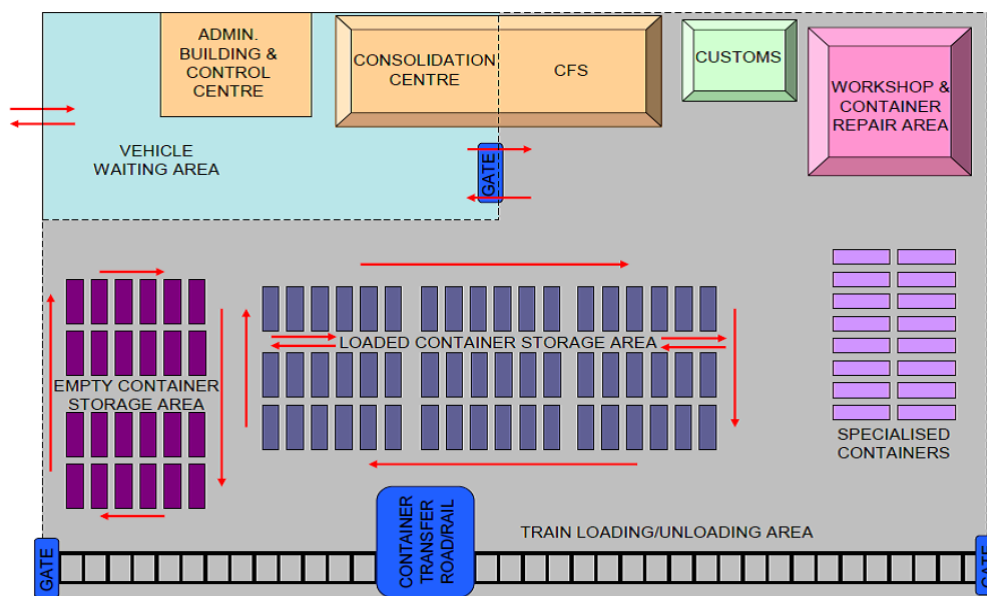 ADMIN.
BUILDING &
CONTROL
CENTRE
CONSOLIDATION
CENTRE
CFS
CUSTOMS
WORKSHOP &
CONTAINER
REPAIR AREA
VEHICLE
WAITING AREA
GATE
LOADED CONTAINER STORAGE AREA
EMPTY CONTAINER
STORAGE AREA
SPECIALISED
CONTAINERS
CONTAINER
TRANSFER
ROAD/RAIL
TRAIN LOADING/UNLOADING AREA
GATE
GATE